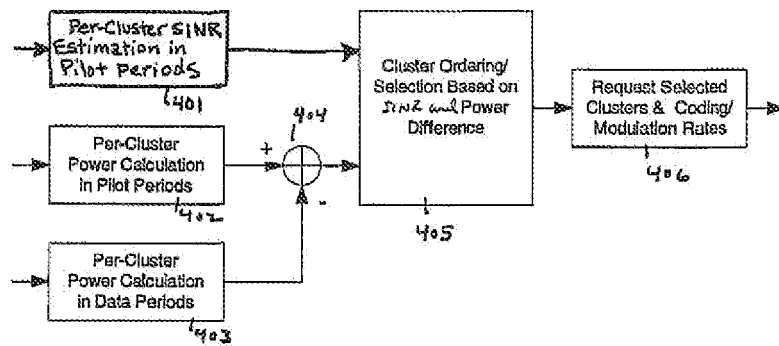 Per-Cluster SINR
Estimation in
Pilot Periods
401
Per-Cluster
Power Calculation
in Pilot Periods
402
Per-Cluster
Power Calculation
in Data Periods
403
404
+
-
Cluster Ordering/
Selection Based on
SINR and Power
Difference
405
Request Selected
Clusters & Coding/
Modulation Rates
406